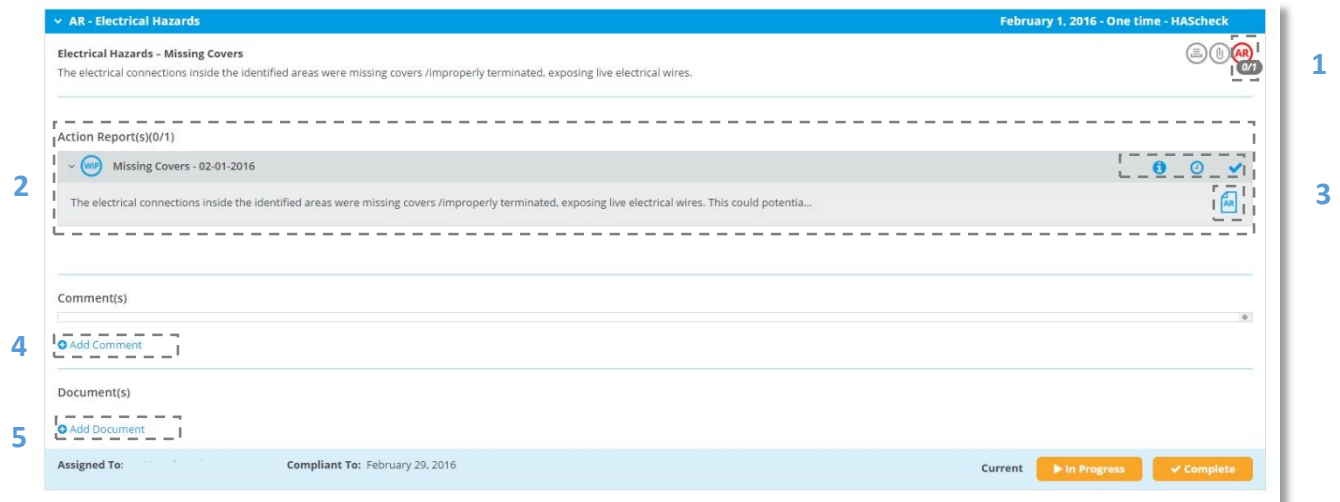 AR - Electrical Hazards February 1, 2016 - One time - HAScheck
Electrical Hazards – Missing Covers
AR
1
The electrical connections inside the identified areas were missing covers /improperly terminated, exposing live electrical wires.
0/1
Action Report(s)(0/1)
WIP Missing Covers - 02-01-2016
2
3
The electrical connections inside the identified areas were missing covers /improperly terminated, exposing live electrical wires. This could potentia...
AR
Comment(s)
4
Add Comment
Document(s)
5
Add Document
Assigned To: Compliant To: February 29, 2016 Current In Progress Complete